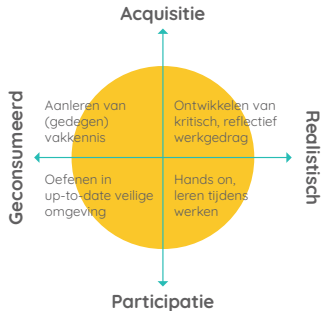 Acquisitie
Geconsumeerd
Aanleren van
(gedegen)
vakkennis
Ontwikkelen van
kritisch, reflectief
werkgedrag
Realistisch
Oefenen in
up-to-date veilige
omgeving
Hands on,
leren tijdens
werken
Participatie